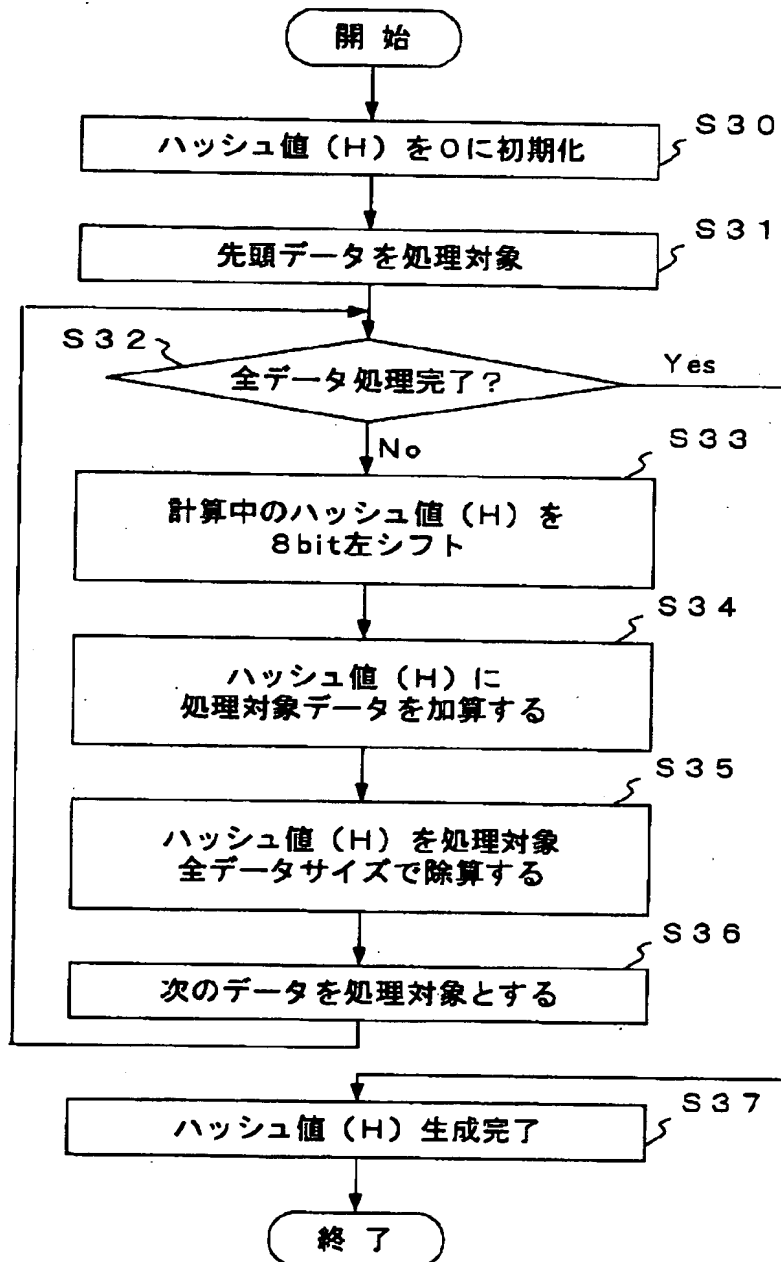 開 始
ハッシュ値(H)を0に初期化
S30
先頭データを処理対象
S31
S32
全データ処理完了?
Yes
No
S33
計算中のハッシュ値(H)を
8bit左シフト
S34
ハッシュ値(H)に
処理対象データを加算する
S35
ハッシュ値(H)を処理対象
全データサイズで除算する
S36
次のデータを処理対象とする
S37
ハッシュ値(H)生成完了
終 了